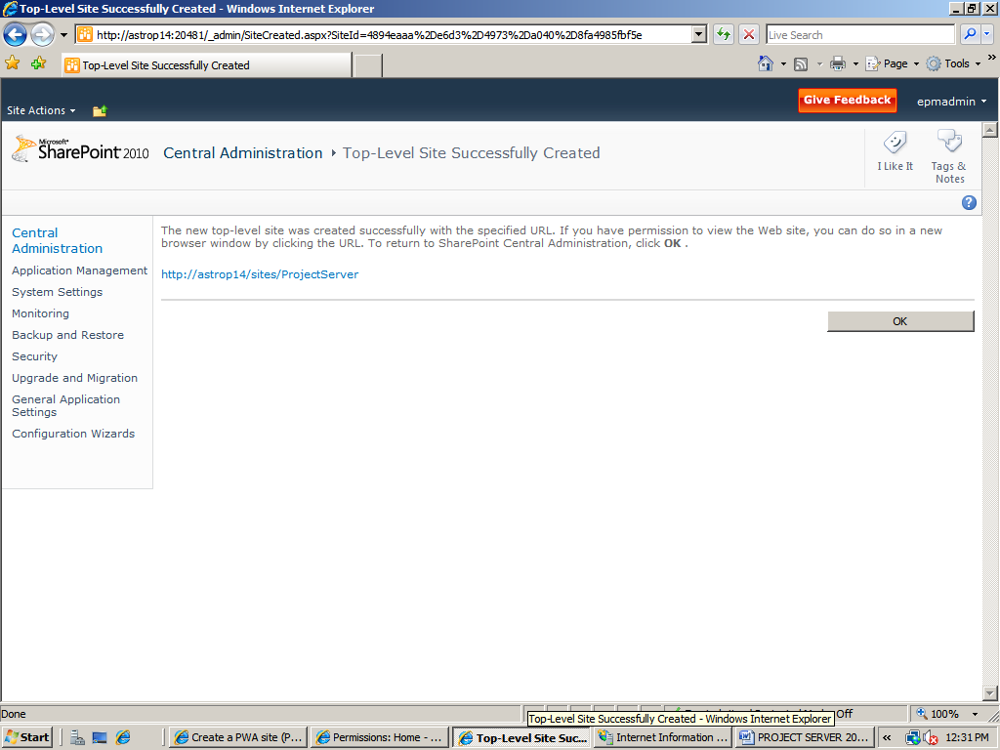 Top-Level Site Successfully Created - Windows Internet Explorer
http://astrop14:20481/_admin/SiteCreated.aspx?SiteId=4894eaaa%2De6d3%2D4973%2Da040%2D8fa4985fbf5e
Live Search
Top-Level Site Successfully Created
Page
Tools
Site Actions
Give Feedback
epmadmin
Microsoft
SharePoint 2010
Central Administration
Top-Level Site Successfully Created
I Like It
Tags &
Notes
Central
Administration
Application Management
System Settings
Monitoring
Backup and Restore
Security
Upgrade and Migration
General Application
Settings
Configuration Wizards
The new top-level site was created successfully with the specified URL. If you have permission to view the Web site, you can do so in a new
browser window by clicking the URL. To return to SharePoint Central Administration, click OK .
http://astrop14/sites/ProjectServer
OK
Done
Off
100%
Top-Level Site Successfully Created - Windows Internet Explorer
Start
Create a PWA site (P...
Permissions: Home - ...
Top-Level Site Suc...
Internet Information ...
PROJECT SERVER 20...
12:31 PM